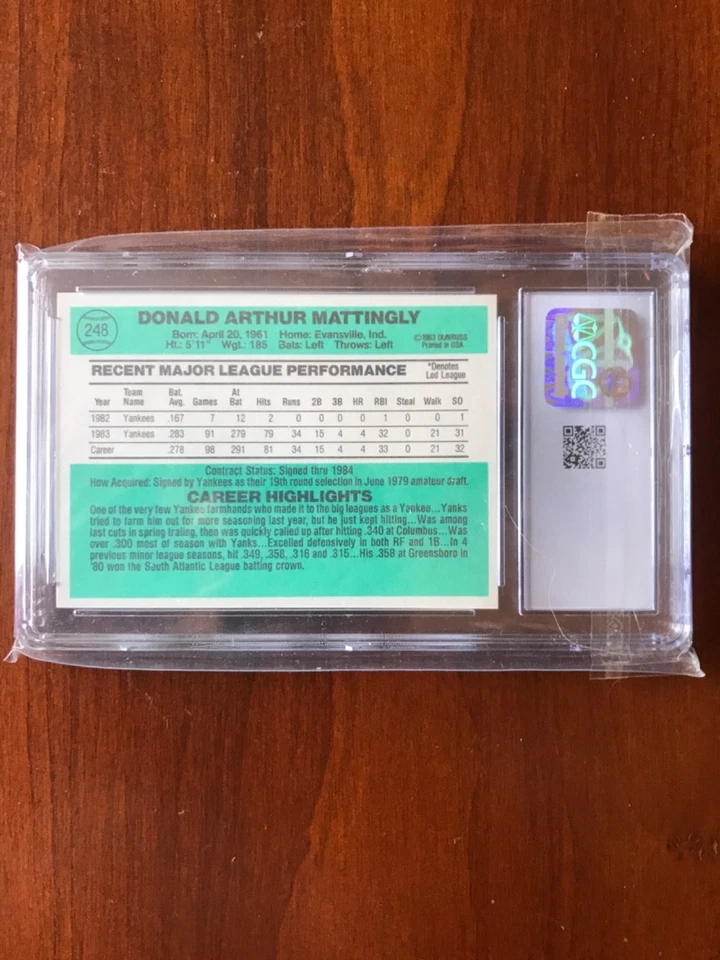 248
DONALD ARTHUR MATTINGLY
Born: April 20, 1961 Home: Evansville, Ind.
Ht.: 5'11" Wgt.: 185 Bats: Left Throws: Left
©1983 DONRUSS
Printed in USA
RECENT MAJOR LEAGUE PERFORMANCE
*Denotes
Led League
Year Team Name Bat. Avg. Games At Bat Hits Runs 2B 3B HR RBI Steal Walk SO
1982 Yankees .167 7 12 2 0 0 0 0 1 0 0 1
1983 Yankees .283 91 279 79 34 15 4 4 32 0 21 31
Career .278 98 291 81 34 15 4 4 33 0 21 32
Contract Status: Signed thru 1984
How Acquired: Signed by Yankees as their 19th round selection in June 1979 amateur draft.
CAREER HIGHLIGHTS
One of the very few Yankee farmhands who made it to the big leagues as a Yankee...Yanks
tried to farm him out for more seasoning last year, but he just kept hitting...Was among
last cuts in spring traiing, then was quickly called up after hitting .340 at Columbus...Was
over .300 most of season with Yanks...Excelled defensively in both RF and 1B...In 4
previous minor league seasons, hit .349, .358, .316 and .315...His .358 at Greensboro in
'80 won the South Atlantic League batting crown.
CGC